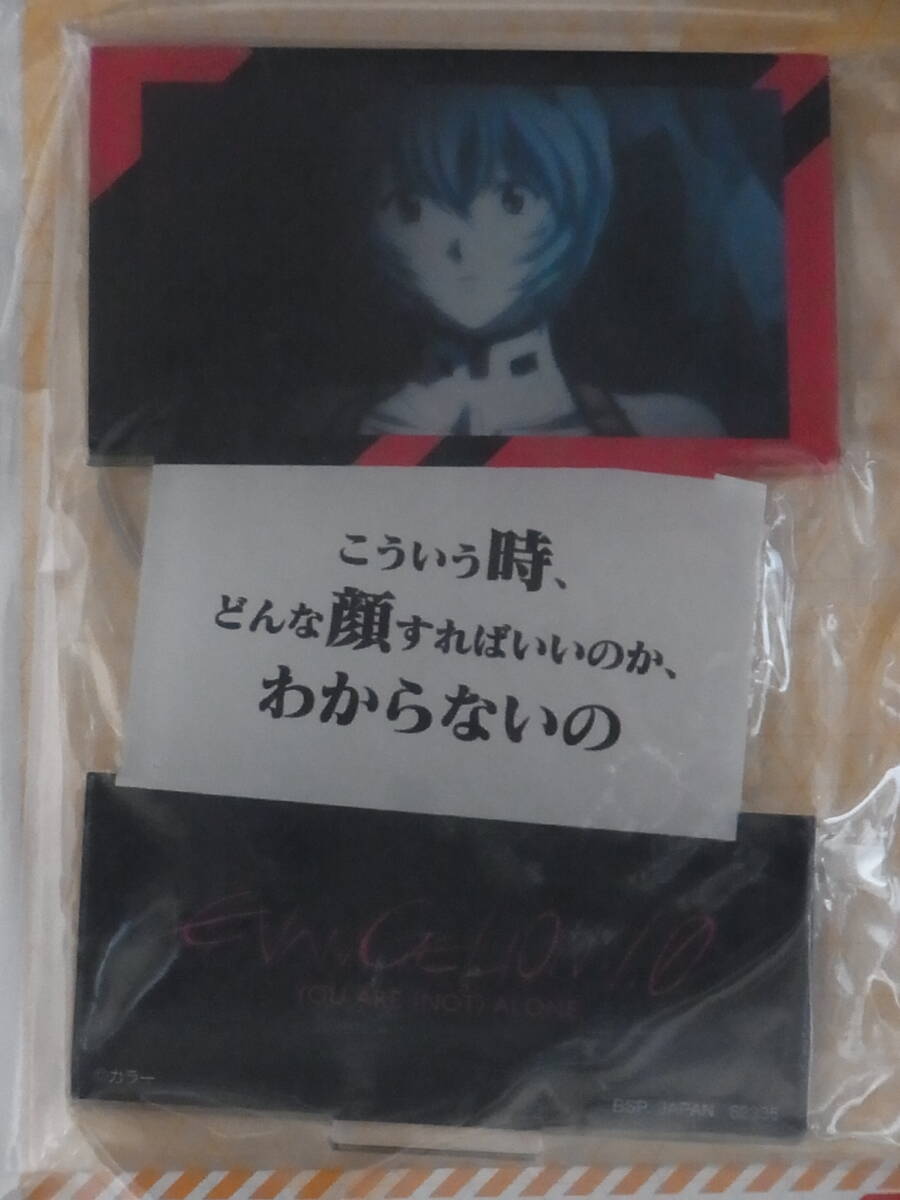 こういう時、
どんな顔すればいいのか、
わからないの
EVANGELION:1.0
YOU ARE (NOT) ALONE.
©カラー
BSP JAPAN